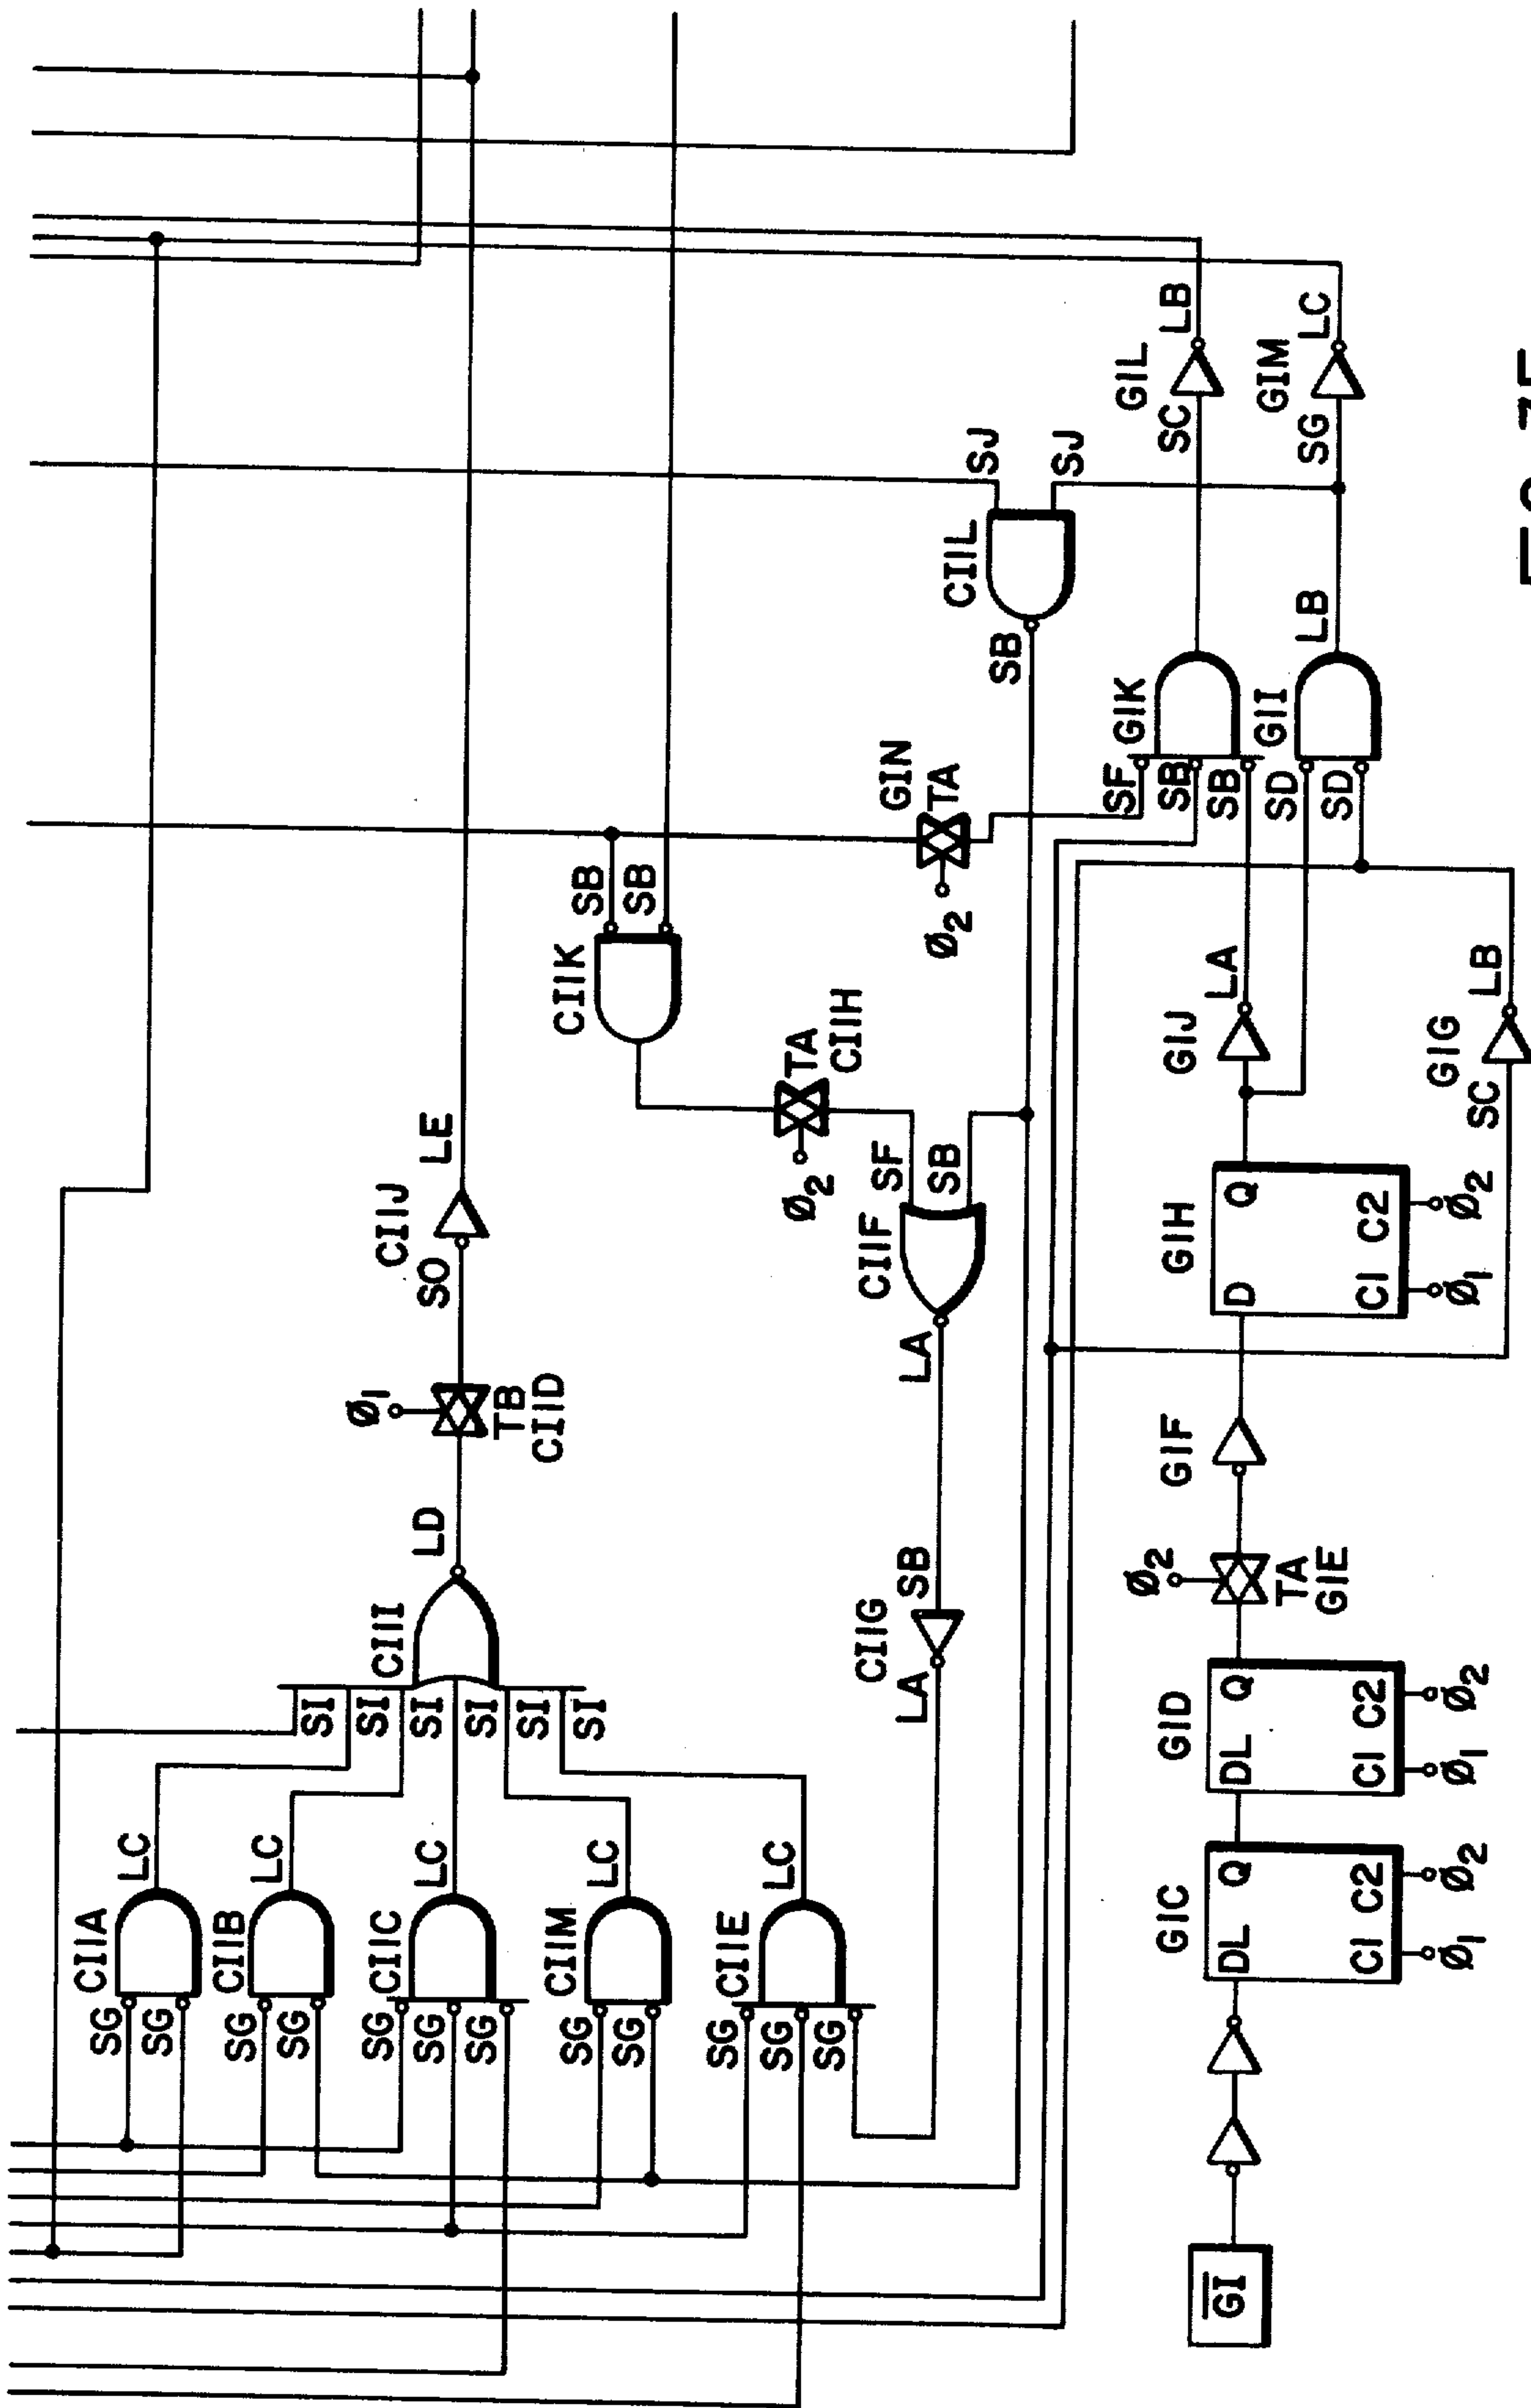 CIIA
SG
SG
LC
CIIB
SG
SG
LC
CIIC
SG
SG
SG
LC
CIIM
SG
SG
LC
CIIE
SG
SG
SG
LC
SI
SI
SI
SI
SI
SI
CIII
LD
Ø1
TB
CIID
SO
CIIJ
LE
CIIK
SB
SB
TA
CIIH
Ø2
SF
SB
CIIF
LA
SB
CIIG
LA
GIN
TA
Ø2
CIIL
SJ
SJ
SB
GIK
SF
SB
SB
GIL
SC
LB
GII
SD
SD
LB
GIM
SG
LC
GIJ
LA
GIG
SC
LB
GI
GIC
DL
Q
CI
C2
Ø1
Ø2
GID
DL
Q
CI
C2
Ø1
Ø2
Ø2
TA
GIE
GIF
GIH
D
Q
CI
C2
Ø1
Ø2